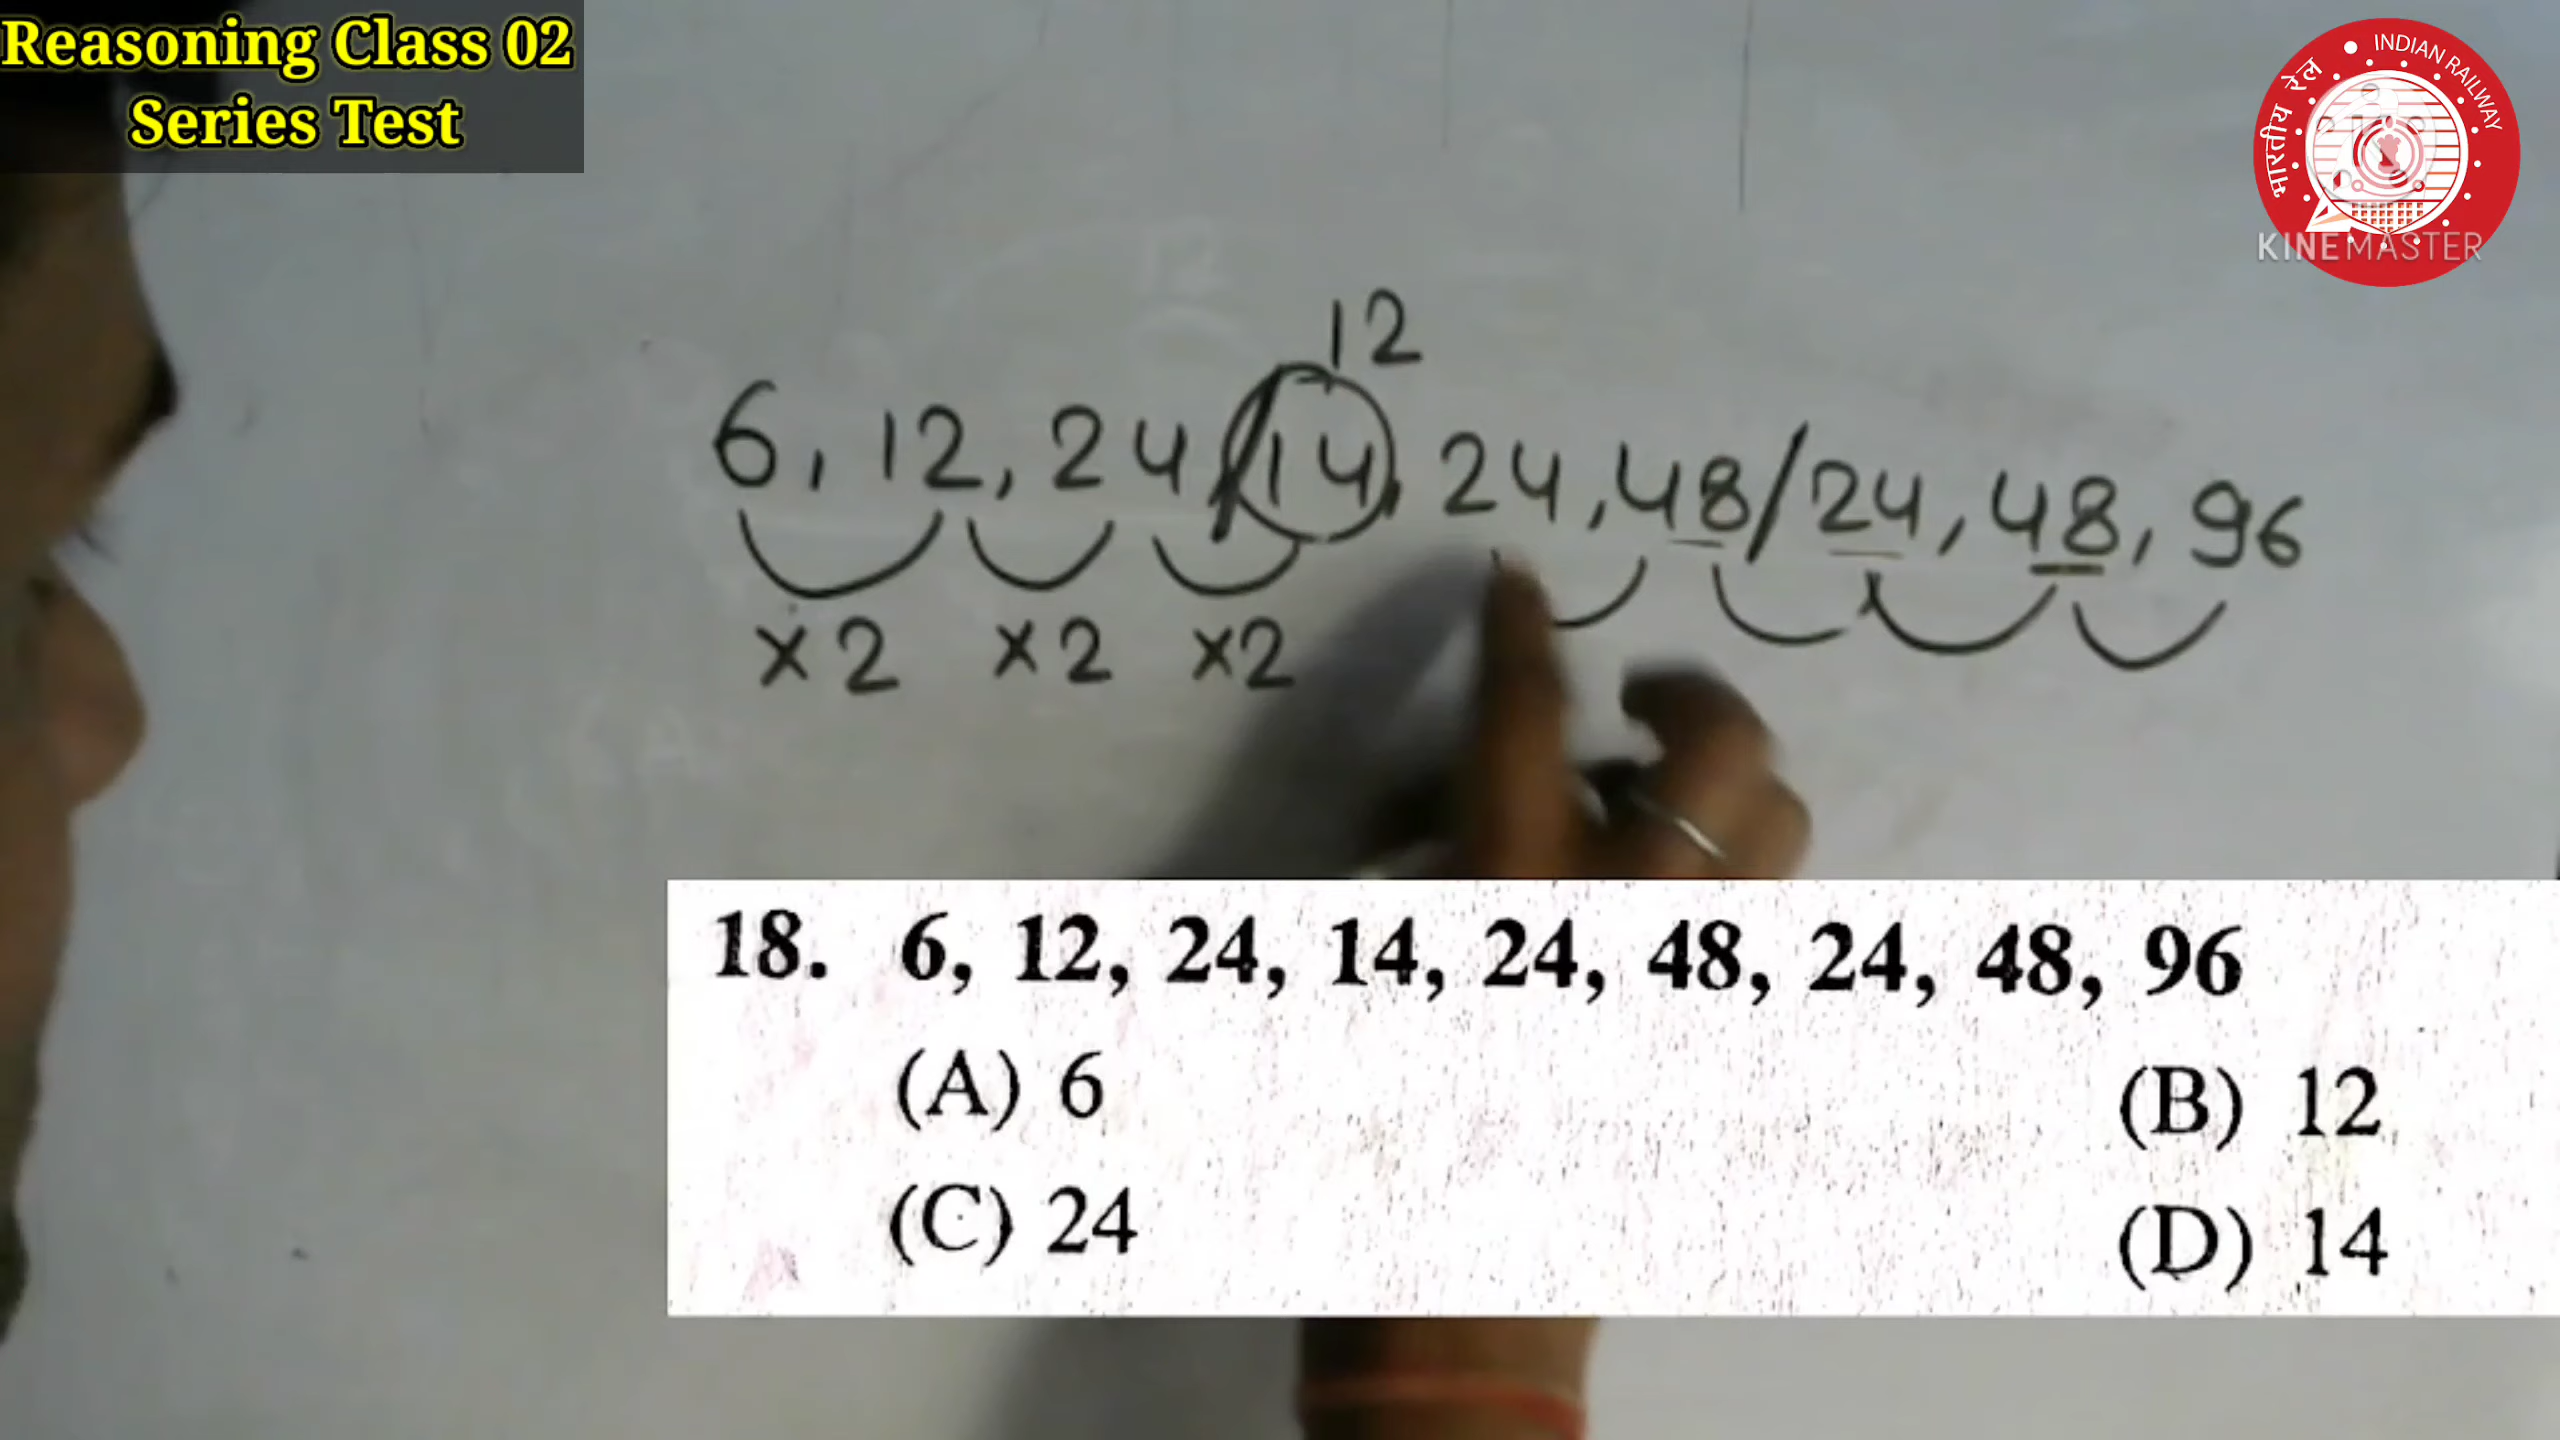 Reasoning Class 02
Series Test
भारतीय रेल INDIAN RAILWAY
KINEMASTER
12
6, 12, 24/14, 24, 48/24, 48, 96
×2 ×2 ×2
18. 6, 12, 24, 14, 24, 48, 24, 48, 96
(A) 6 (B) 12
(C) 24 (D) 14